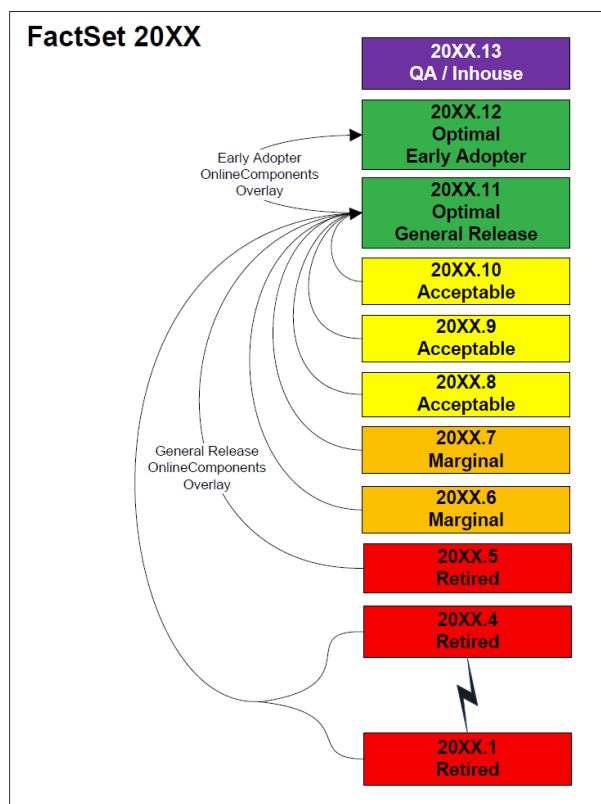 FactSet 20XX
20XX.13
QA / Inhouse
20XX.12
Optimal
Early Adopter
Early Adopter
OnlineComponents
Overlay
20XX.11
Optimal
General Release
20XX.10
Acceptable
20XX.9
Acceptable
20XX.8
Acceptable
20XX.7
Marginal
General Release
OnlineComponents
Overlay
20XX.6
Marginal
20XX.5
Retired
20XX.4
Retired
20XX.1
Retired